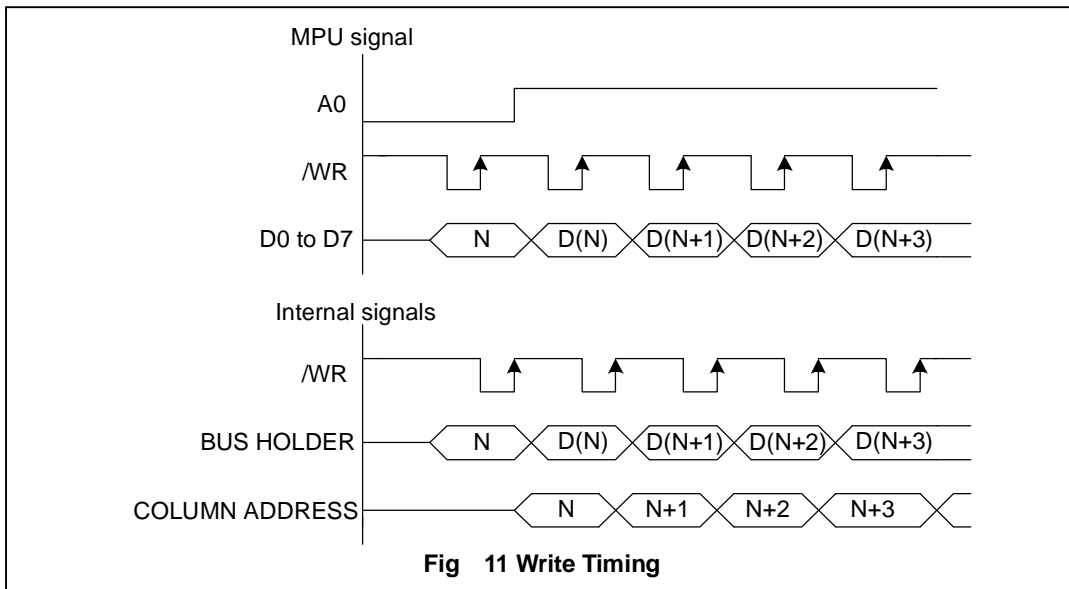 MPU signal
A0
/WR
D0 to D7 N D(N) D(N+1) D(N+2) D(N+3)
Internal signals
/WR
BUS HOLDER N D(N) D(N+1) D(N+2) D(N+3)
COLUMN ADDRESS N N+1 N+2 N+3
Fig 11 Write Timing